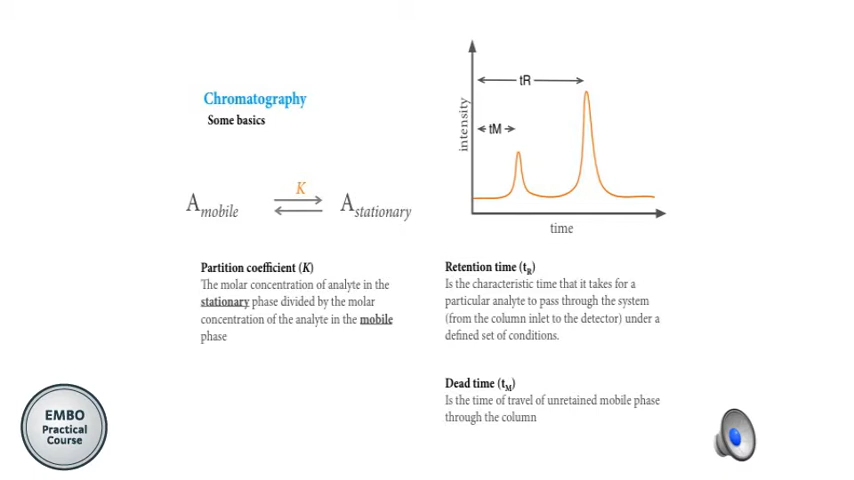 Chromatography
Some basics
A mobile
K
A stationary
Partition coefficient (K)
The molar concentration of analyte in the
stationary phase divided by the molar
concentration of the analyte in the mobile
phase
intensity
tR
tM
time
Retention time (tR)
Is the characteristic time that it takes for a
particular analyte to pass through the system
(from the column inlet to the detector) under a
defined set of conditions.
Dead time (tM)
Is the time of travel of unretained mobile phase
through the column
EMBO
Practical
Course